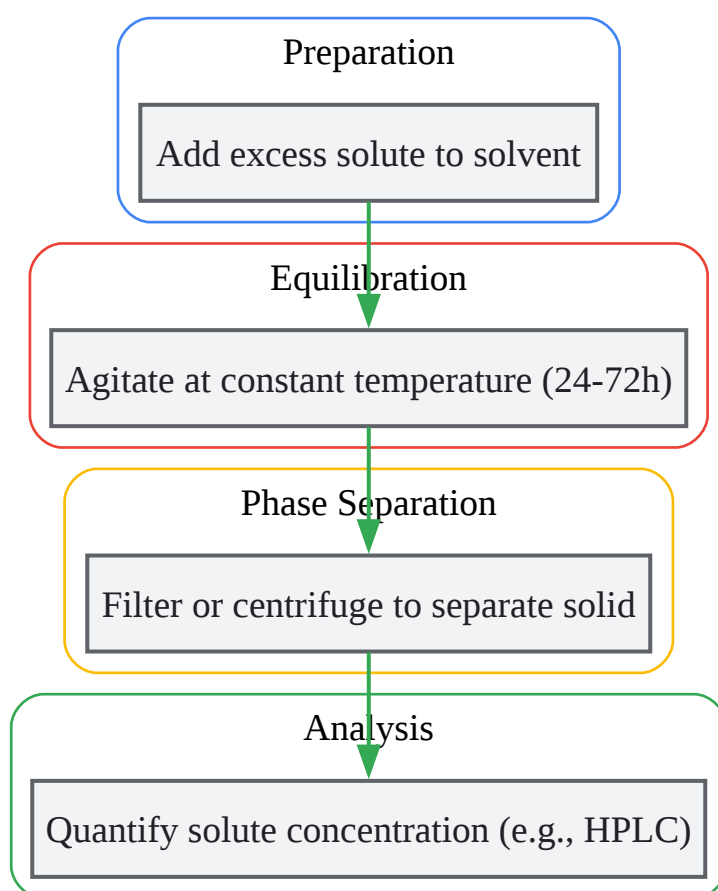 Preparation
Add excess solute to solvent
Equilibration
Agitate at constant temperature (24-72h)
Phase Separation
Filter or centrifuge to separate solid
Analysis
Quantify solute concentration (e.g., HPLC)